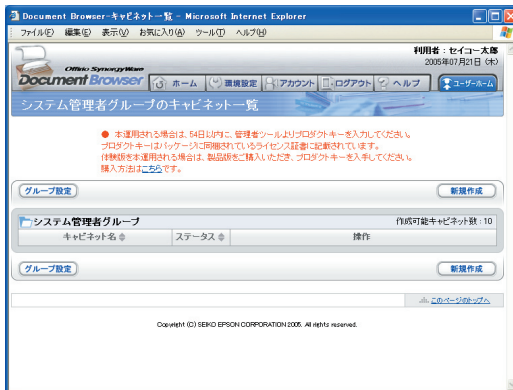 Document Browser-キャビネット一覧 - Microsoft Internet Explorer
ファイル(F) 編集(E) 表示(V) お気に入り(A) ツール(T) ヘルプ(H)
利用者：セイコー太郎
2005年07月21日 (木)
Offirio SynergyWare
Document Browser
ホーム 環境設定 アカウント ログアウト ヘルプ ユーザーホーム
システム管理者グループのキャビネット一覧
● 本運用される場合は、54日以内に、管理者ツールよりプロダクトキーを入力してください。
プロダクトキーはパッケージに同梱されているライセンス証書に記載されています。
体験版を本運用される場合は、製品版をご購入いただき、プロダクトキーを入手してください。
購入方法はこちらです。
グループ設定 新規作成
システム管理者グループ 作成可能キャビネット数：10
キャビネット名 ステータス 操作
グループ設定 新規作成
このページのトップへ
Copyright (C) SEIKO EPSON CORPORATION 2005. All rights reserved.